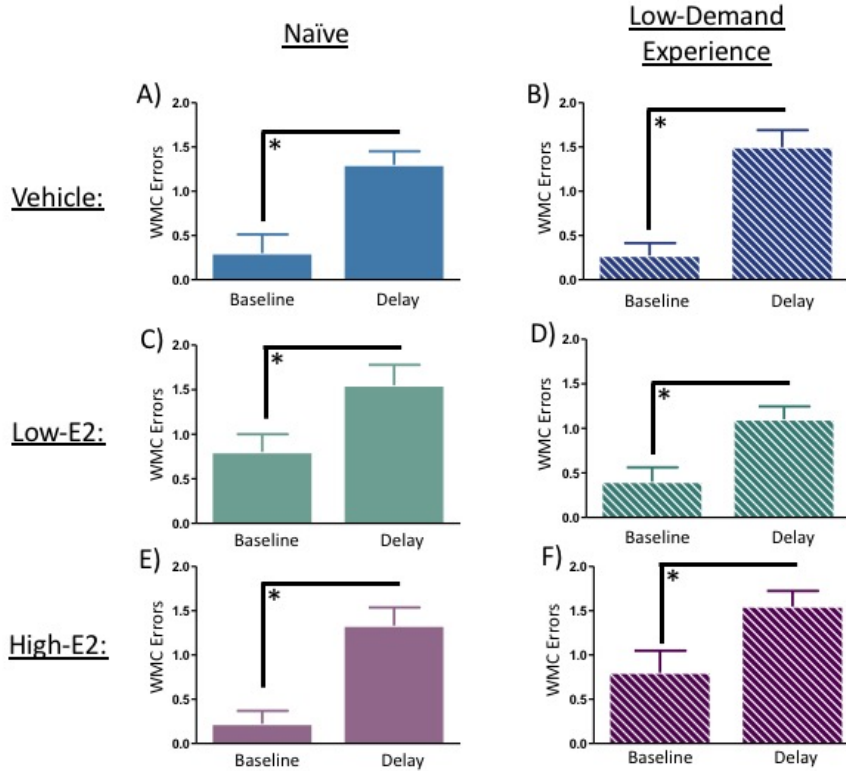 Naïve
Low-Demand
Experience
Vehicle:
A)
WMC Errors
2.0
1.5
1.0
0.5
0.0
*
Baseline Delay
B)
WMC Errors
2.0
1.5
1.0
0.5
0.0
*
Baseline Delay
Low-E2:
C)
WMC Errors
2.0
1.5
1.0
0.5
0.0
*
Baseline Delay
D)
WMC Errors
2.0
1.5
1.0
0.5
0.0
*
Baseline Delay
High-E2:
E)
WMC Errors
2.0
1.5
1.0
0.5
0.0
*
Baseline Delay
F)
WMC Errors
2.0
1.5
1.0
0.5
0.0
*
Baseline Delay